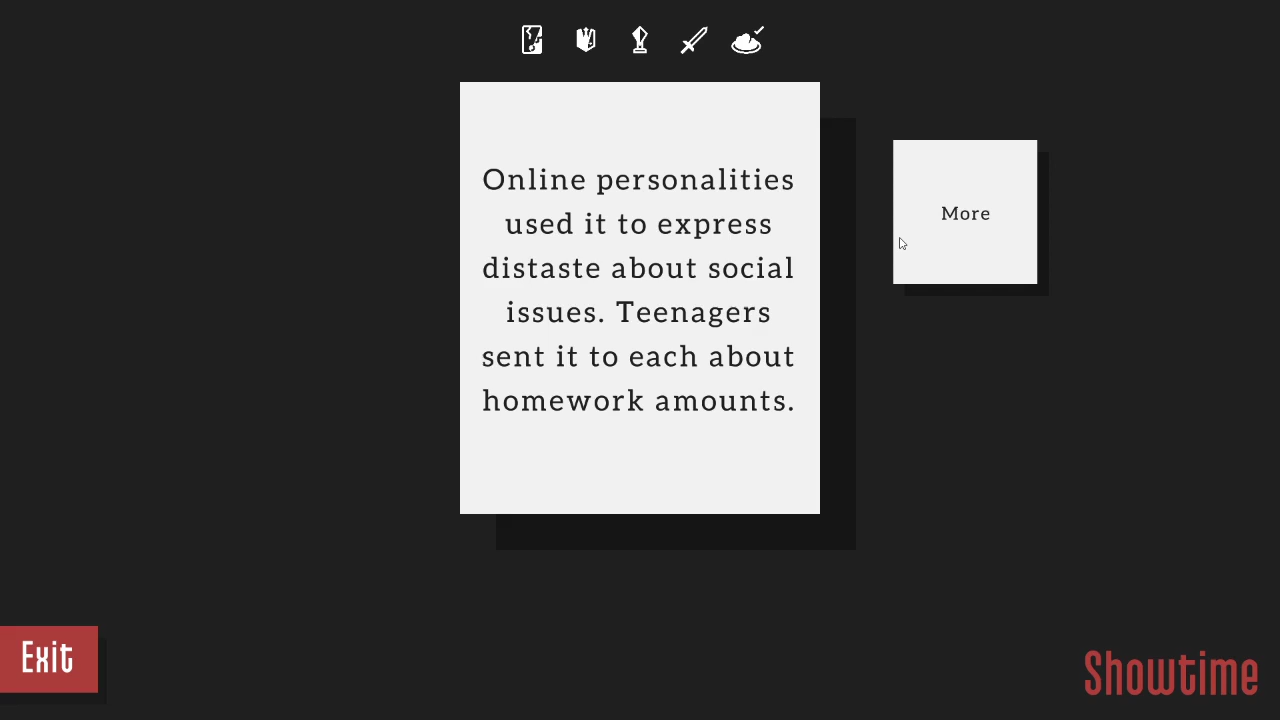 Online personalities
used it to express
distaste about social
issues. Teenagers
sent it to each about
homework amounts.
More
Exit
Showtime